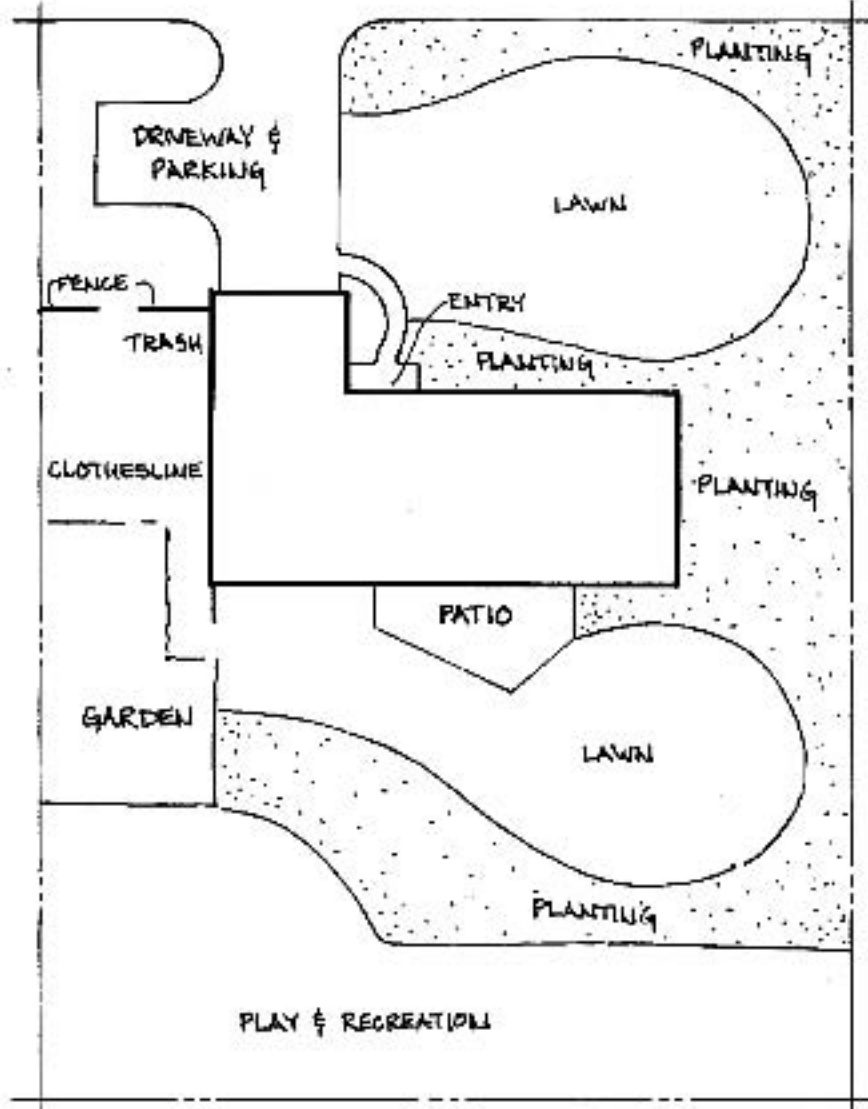 PLANTING
DRIVEWAY &
PARKING
LAWN
FENCE
ENTRY
TRASH
PLANTING
CLOTHESLINE
PLANTING
PATIO
GARDEN
LAWN
PLANTING
PLAY & RECREATION